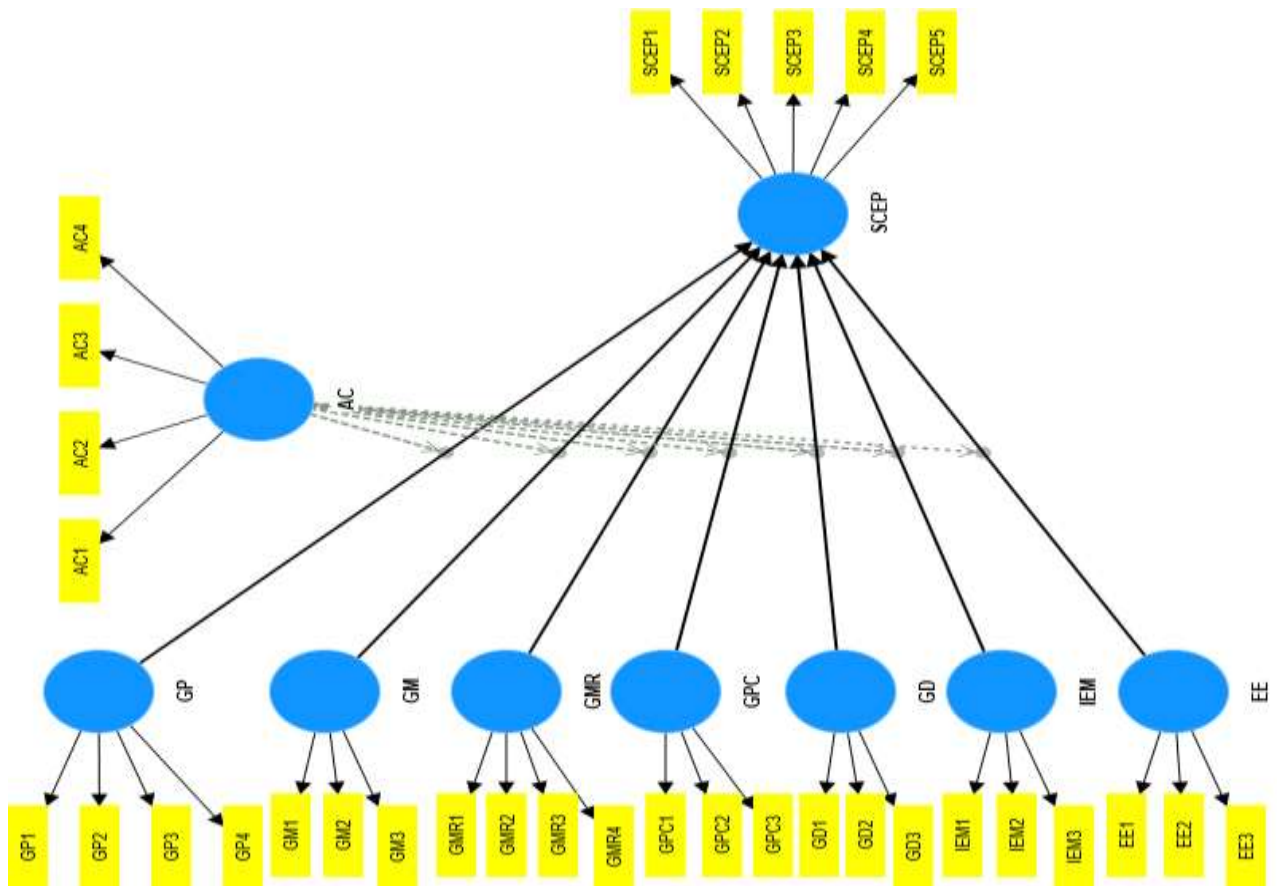 SCEP1
SCEP2
SCEP3
SCEP4
SCEP5
SCEP
AC4
AC3
AC2
AC1
AC
GP
GM
GMR
GPC
GD
IEM
EE
GP1
GP2
GP3
GP4
GM1
GM2
GM3
GMR1
GMR2
GMR3
GMR4
GPC1
GPC2
GPC3
GD1
GD2
GD3
IEM1
IEM2
IEM3
EE1
EE2
EE3